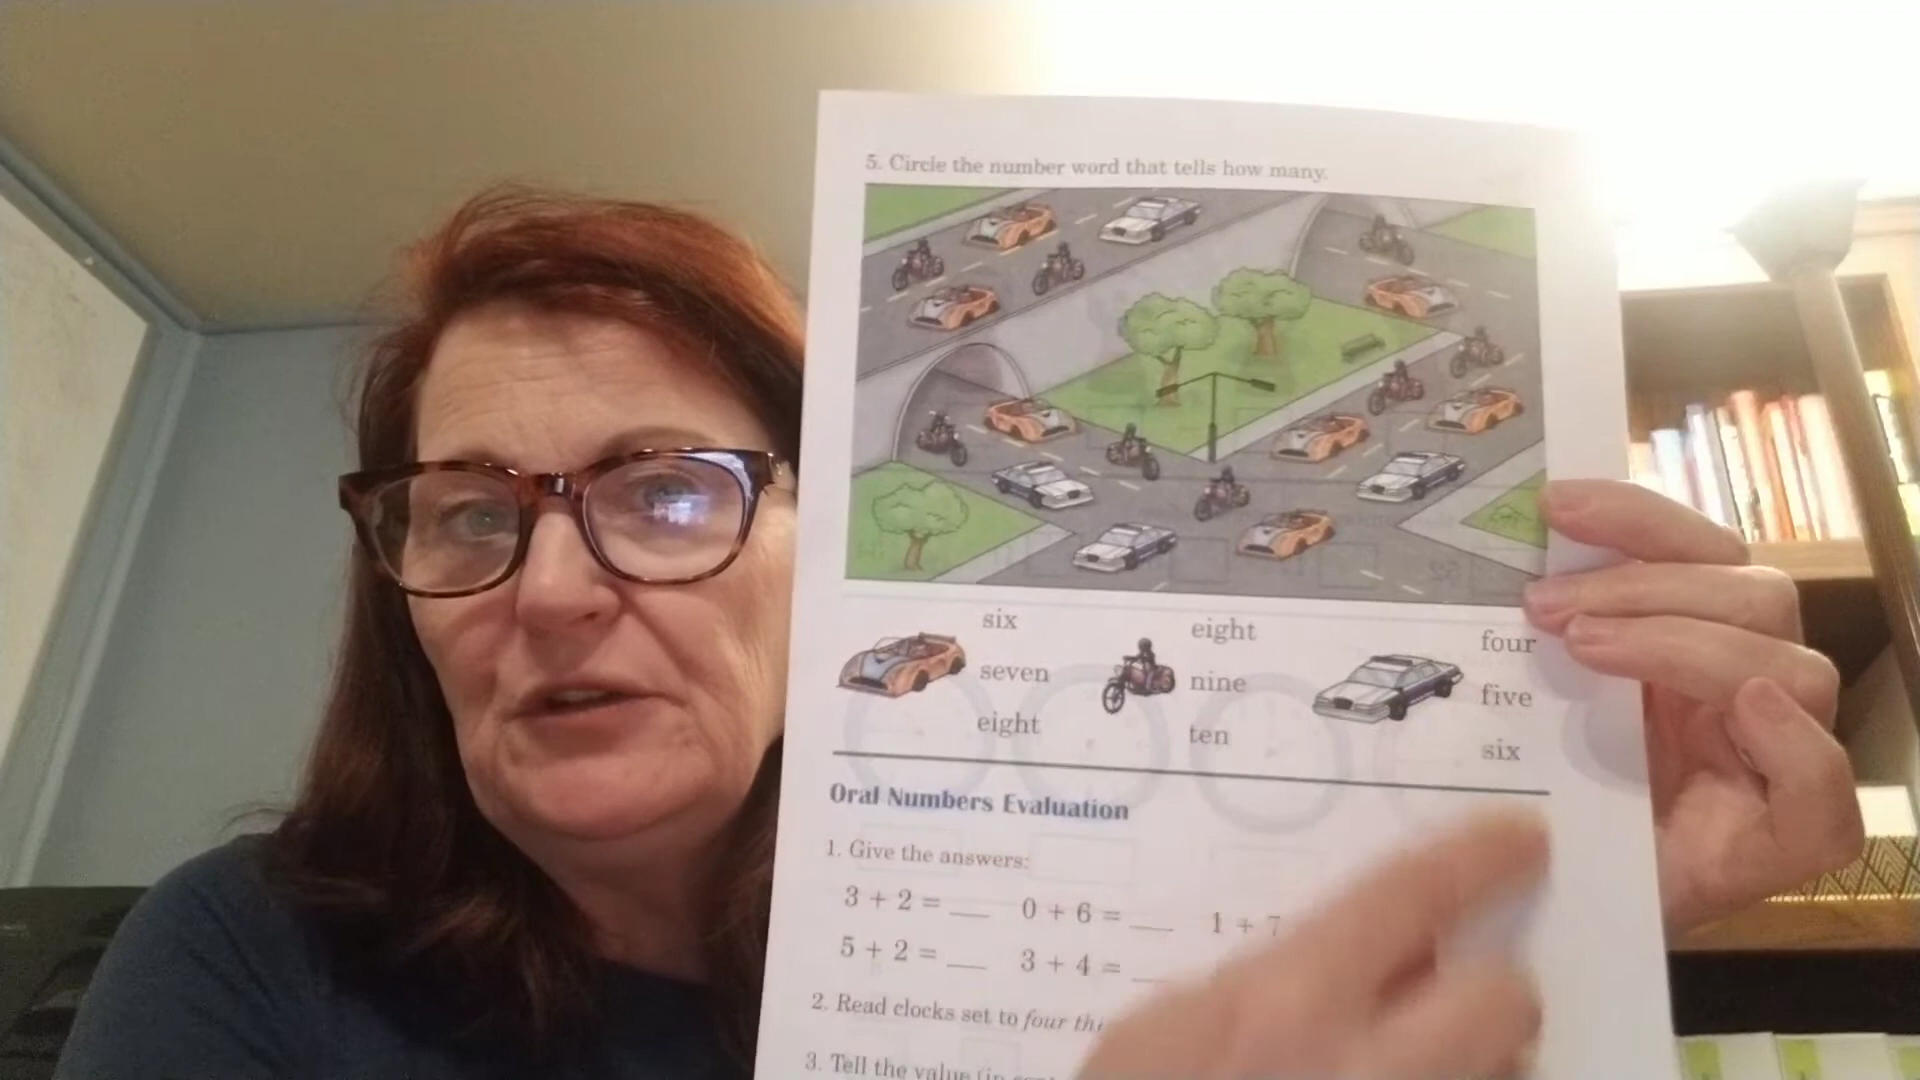 5. Circle the number word that tells how many.
six
seven
eight
eight
nine
ten
four
five
six
Oral Numbers Evaluation
1. Give the answers:
3 + 2 = ___ 0 + 6 = ___ 1 + 7
5 + 2 = ___ 3 + 4 = ___
2. Read clocks set to four
3. Tell the value (in